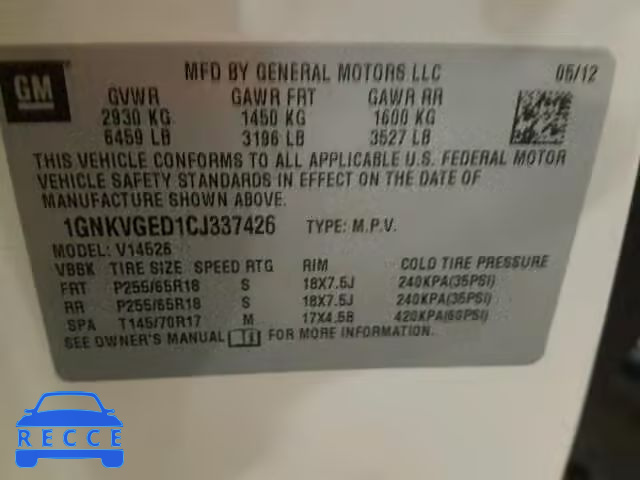 GM
MFD BY GENERAL MOTORS LLC 05/12
GVWR GAWR FRT GAWR RR
2930 KG 1450 KG 1600 KG
6459 LB 3196 LB 3527 LB
THIS VEHICLE CONFORMS TO ALL APPLICABLE U.S. FEDERAL MOTOR
VEHICLE SAFETY STANDARDS IN EFFECT ON THE DATE OF
MANUFACTURE SHOWN ABOVE.
1GNKVGED1CJ337426 TYPE: M.P.V.
MODEL: V14526
VBBK TIRE SIZE SPEED RTG RIM COLD TIRE PRESSURE
FRT P255/65R18 S 18X7.5J 240KPA(35PSI)
RR P255/65R18 S 18X7.5J 240KPA(35PSI)
SPA T145/70R17 M 17X4.5B 420KPA(60PSI)
SEE OWNER'S MANUAL FOR MORE INFORMATION.
RECCE